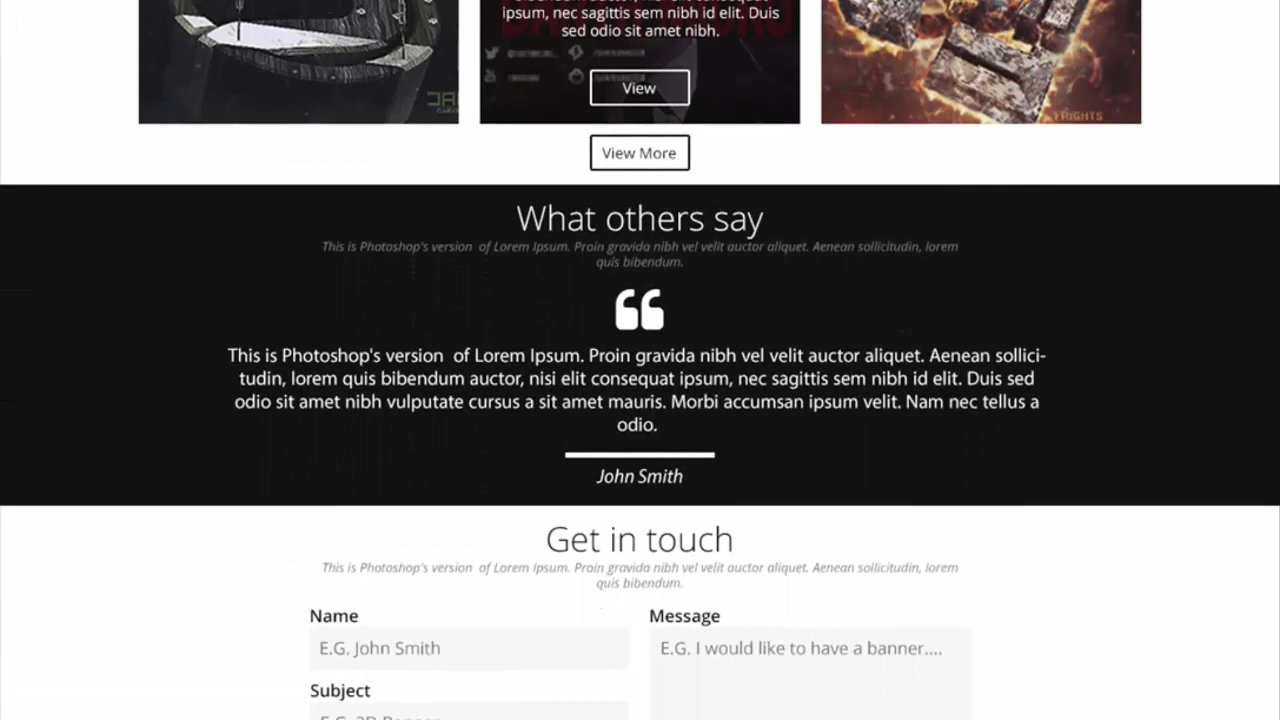 ipsum, nec sagittis sem nibh id elit. Duis
sed odio sit amet nibh.
View
FRIGHTS
View More
What others say
This is Photoshop's version  of Lorem Ipsum. Proin gravida nibh vel velit auctor aliquet. Aenean sollicitudin, lorem
quis bibendum.
This is Photoshop's version  of Lorem Ipsum. Proin gravida nibh vel velit auctor aliquet. Aenean sollici-
tudin, lorem quis bibendum auctor, nisi elit consequat ipsum, nec sagittis sem nibh id elit. Duis sed
odio sit amet nibh vulputate cursus a sit amet mauris. Morbi accumsan ipsum velit. Nam nec tellus a
odio.
John Smith
Get in touch
This is Photoshop's version  of Lorem Ipsum. Proin gravida nibh vel velit auctor aliquet. Aenean sollicitudin, lorem
quis bibendum.
Name
Message
E.G. John Smith
E.G. I would like to have a banner....
Subject
E.G. 3D Banner